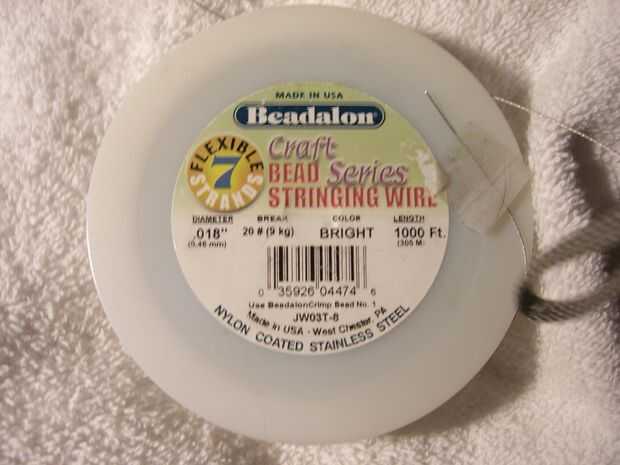 MADE IN USA
Beadalon
FLEXIBLE
7
STRANDS
Craft
BEAD Series
STRINGING WIRE
DIAMETER BREAK COLOR LENGTH
.018" 20 # (9 kg) BRIGHT 1000 Ft.
(0.46 mm) (305 M)
0 35926 04474 6
Use BeadalonCrimp Bead No. 1
JW03T-8
Made in USA - West Chester, PA
NYLON COATED STAINLESS STEEL